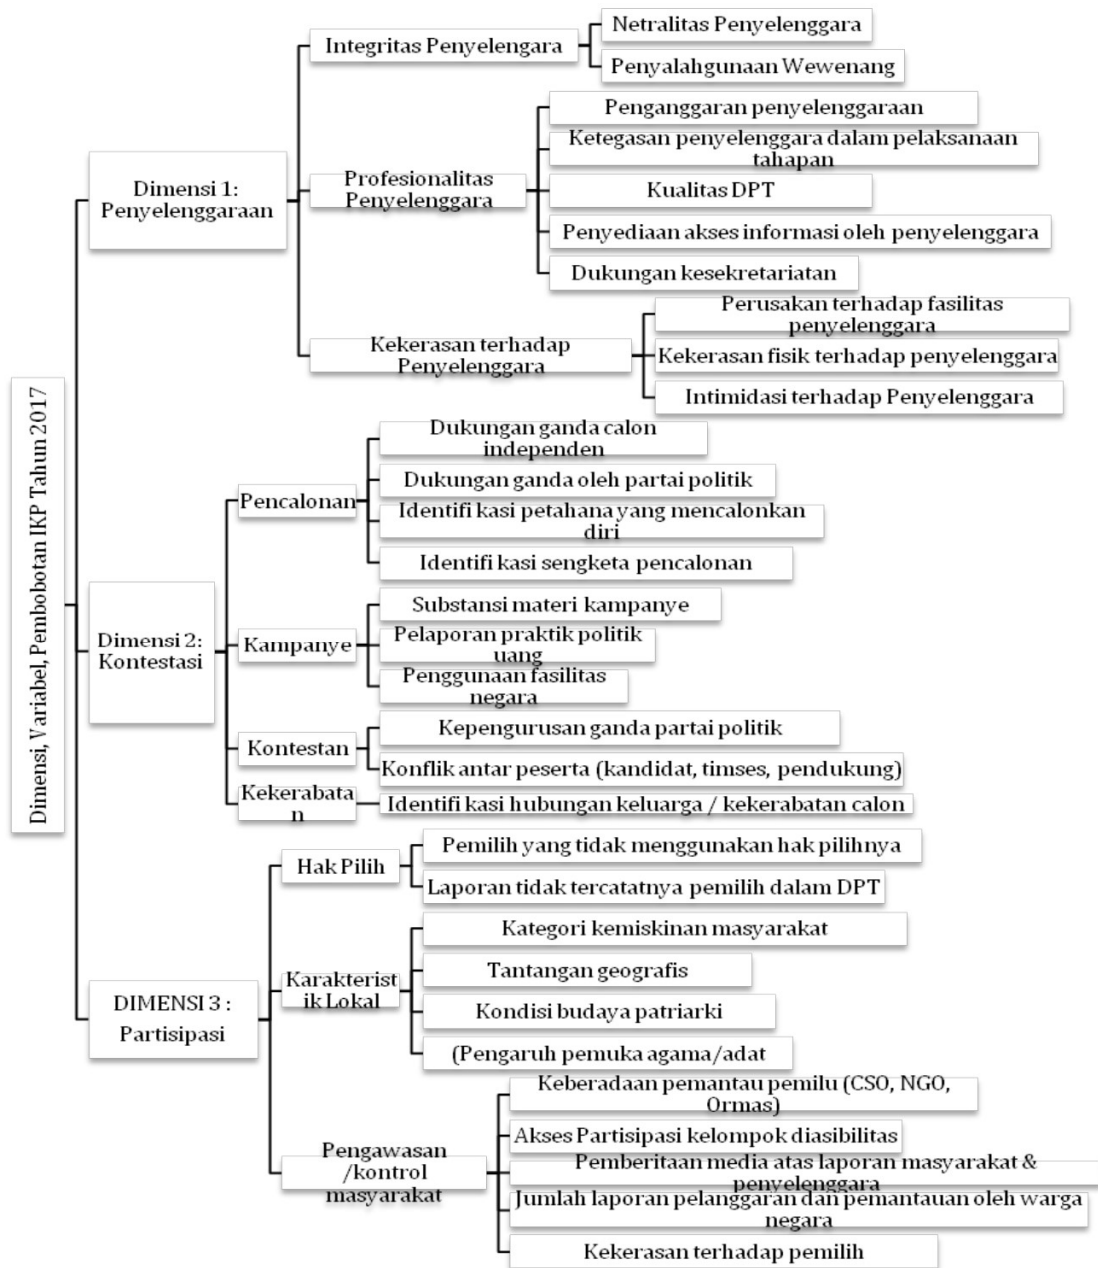 Dimensi, Variabel, Pembobotan IKP Tahun 2017
Dimensi 1:
Penyelenggaraan
Integritas Penyelengara
Netralitas Penyelenggara
Penyalahgunaan Wewenang
Profesionalitas
Penyelenggara
Penganggaran penyelenggaraan
Ketegasan penyelenggara dalam pelaksanaan
tahapan
Kualitas DPT
Penyediaan akses informasi oleh penyelenggara
Dukungan kesekretariatan
Kekerasan terhadap
Penyelenggara
Perusakan terhadap fasilitas
penyelenggara
Kekerasan fisik terhadap penyelenggara
Intimidasi terhadap Penyelenggara
Dimensi 2:
Kontestasi
Pencalonan
Dukungan ganda calon
independen
Dukungan ganda oleh partai politik
Identifi kasi petahana yang mencalonkan
diri
Identifi kasi sengketa pencalonan
Kampanye
Substansi materi kampanye
Pelaporan praktik politik
uang
Penggunaan fasilitas
negara
Kontestan
Kepengurusan ganda partai politik
Konflik antar peserta (kandidat, timses, pendukung)
Kekerabata
n
Identifi kasi hubungan keluarga / kekerabatan calon
DIMENSI 3 :
Partisipasi
Hak Pilih
Pemilih yang tidak menggunakan hak pilihnya
Laporan tidak tercatatnya pemilih dalam DPT
Karakterist
ik Lokal
Kategori kemiskinan masyarakat
Tantangan geografis
Kondisi budaya patriarki
(Pengaruh pemuka agama/adat
Pengawasan
/kontrol
masyarakat
Keberadaan pemantau pemilu (CSO, NGO,
Ormas)
Akses Partisipasi kelompok diasibilitas
Pemberitaan media atas laporan masyarakat &
penyelenggara
Jumlah laporan pelanggaran dan pemantauan oleh warga
negara
Kekerasan terhadap pemilih